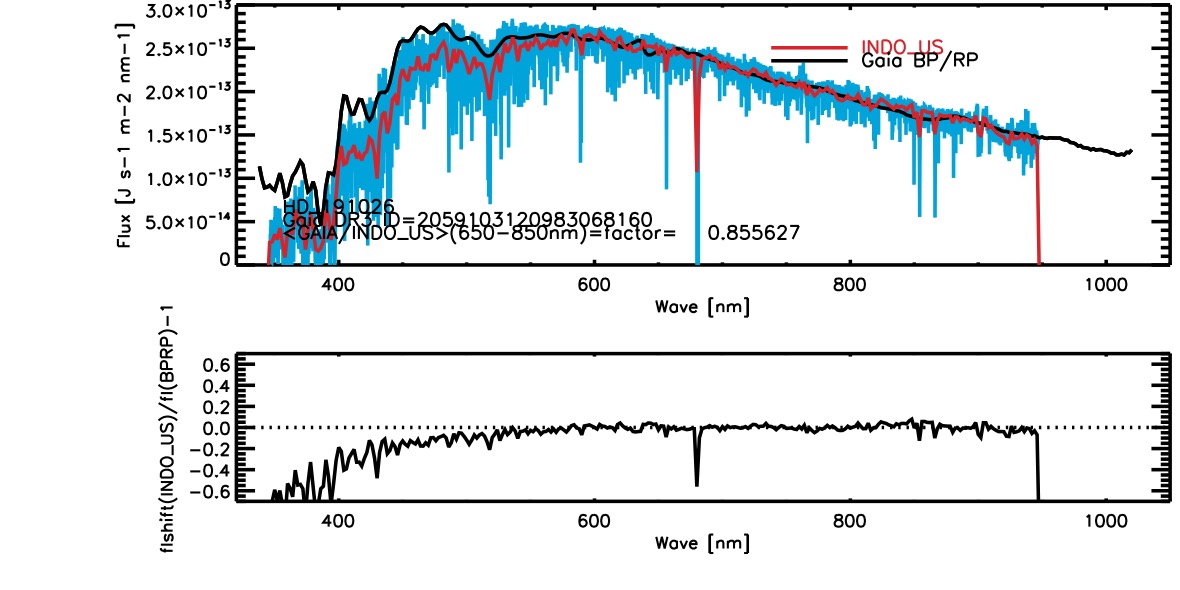 3.0×10−13
2.5×10−13
2.0×10−13
1.5×10−13
1.0×10−13
5.0×10−14
0
Flux [J s−1 m−2 nm−1]
INDO_US
Gaia BP/RP
HD_191026
Gaia DR3 ID=2059103120983068160
<GAIA/INDO_US>(650−850nm)=factor= 0.855627
400 600 800 1000
Wave [nm]
flshift(INDO_US)/fl(BPRP)−1
0.6
0.4
0.2
0.0
−0.2
−0.4
−0.6
400 600 800 1000
Wave [nm]